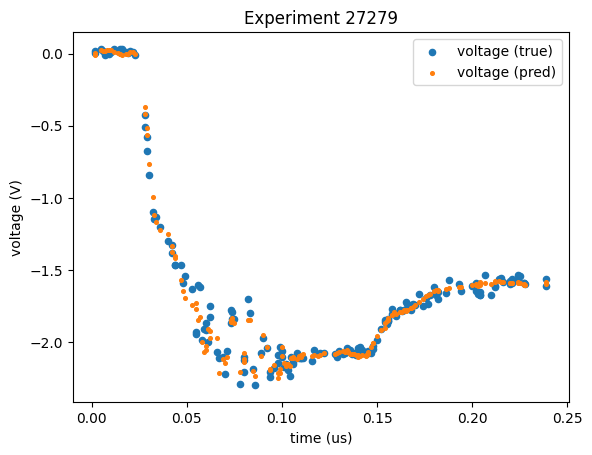 Experiment 27279
voltage (true)
voltage (pred)
0.0
−0.5
−1.0
−1.5
−2.0
voltage (V)
0.00
0.05
0.10
0.15
0.20
0.25
time (us)